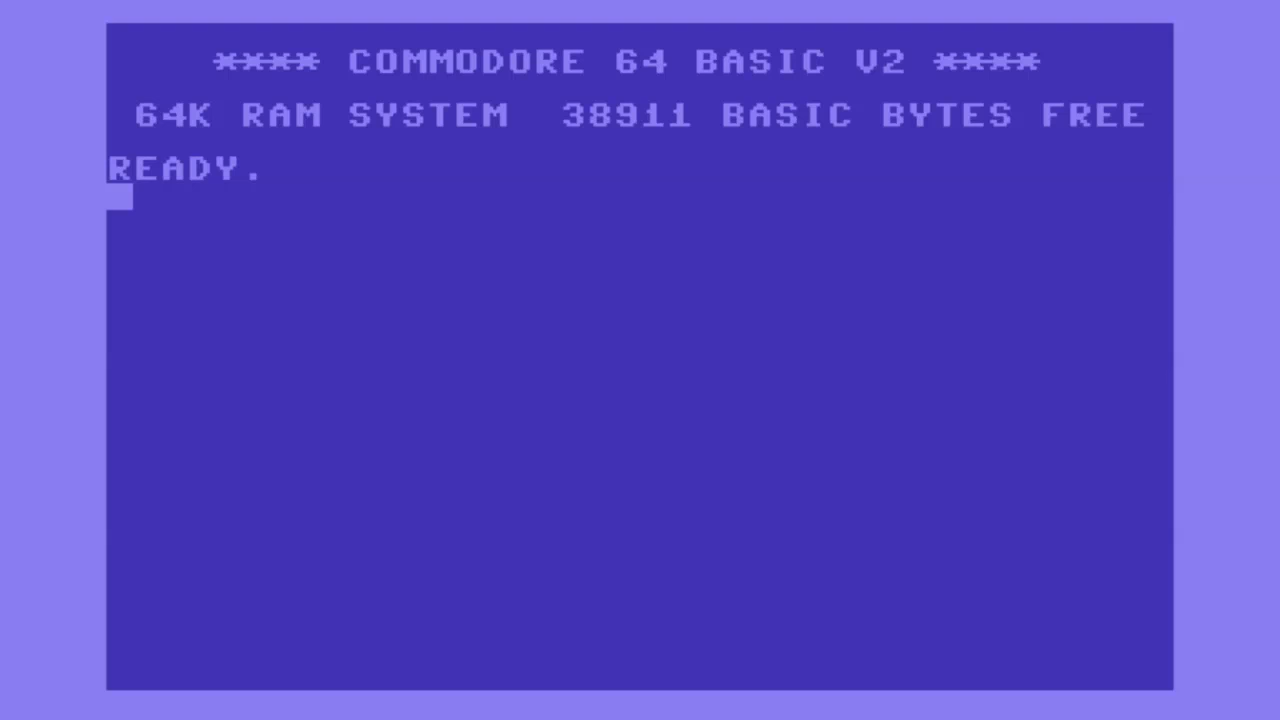 **** COMMODORE 64 BASIC V2 ****
64K RAM SYSTEM  38911 BASIC BYTES FREE
READY.